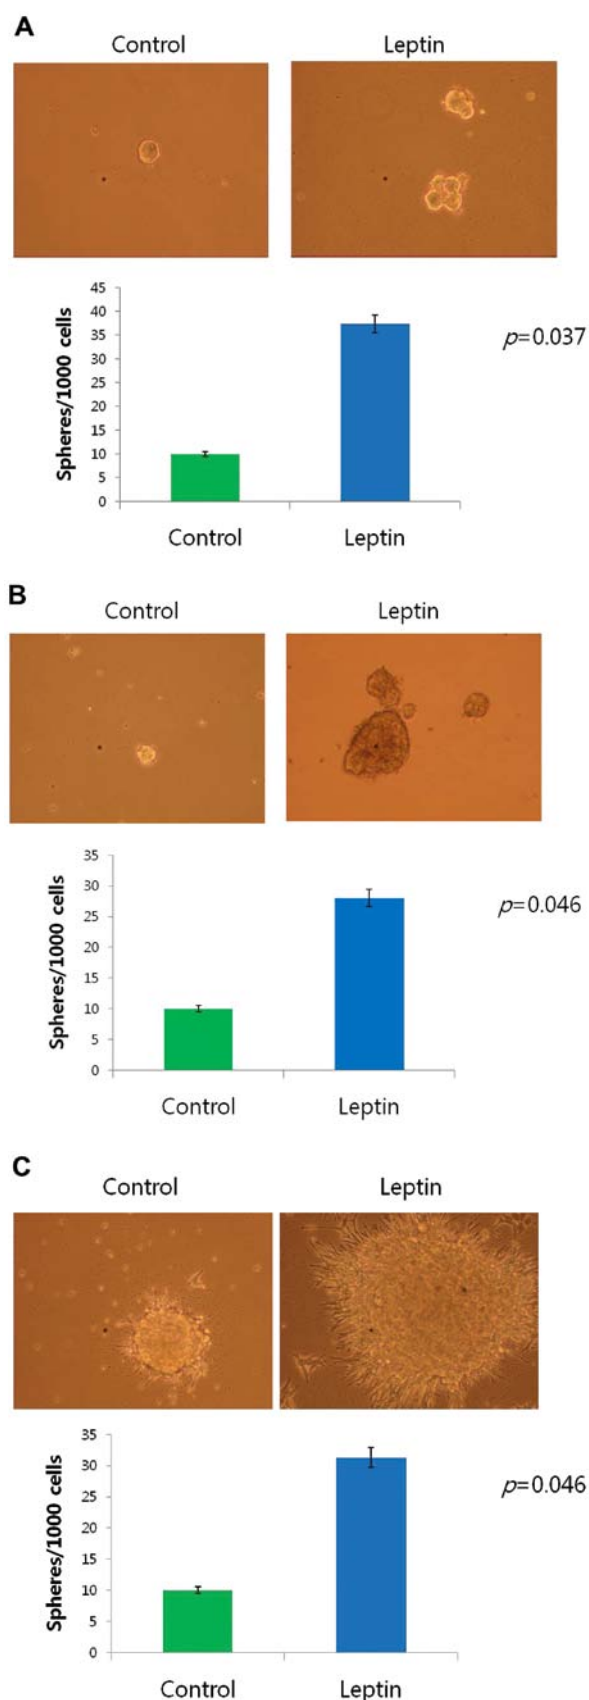 A
Control Leptin
45
40
35
30
25
20
15
10
5
0
Spheres/1000 cells
p=0.037
Control Leptin
B
Control Leptin
35
30
25
20
15
10
5
0
Spheres/1000 cells
p=0.046
Control Leptin
C
Control Leptin
35
30
25
20
15
10
5
0
Spheres/1000 cells
p=0.046
Control Leptin